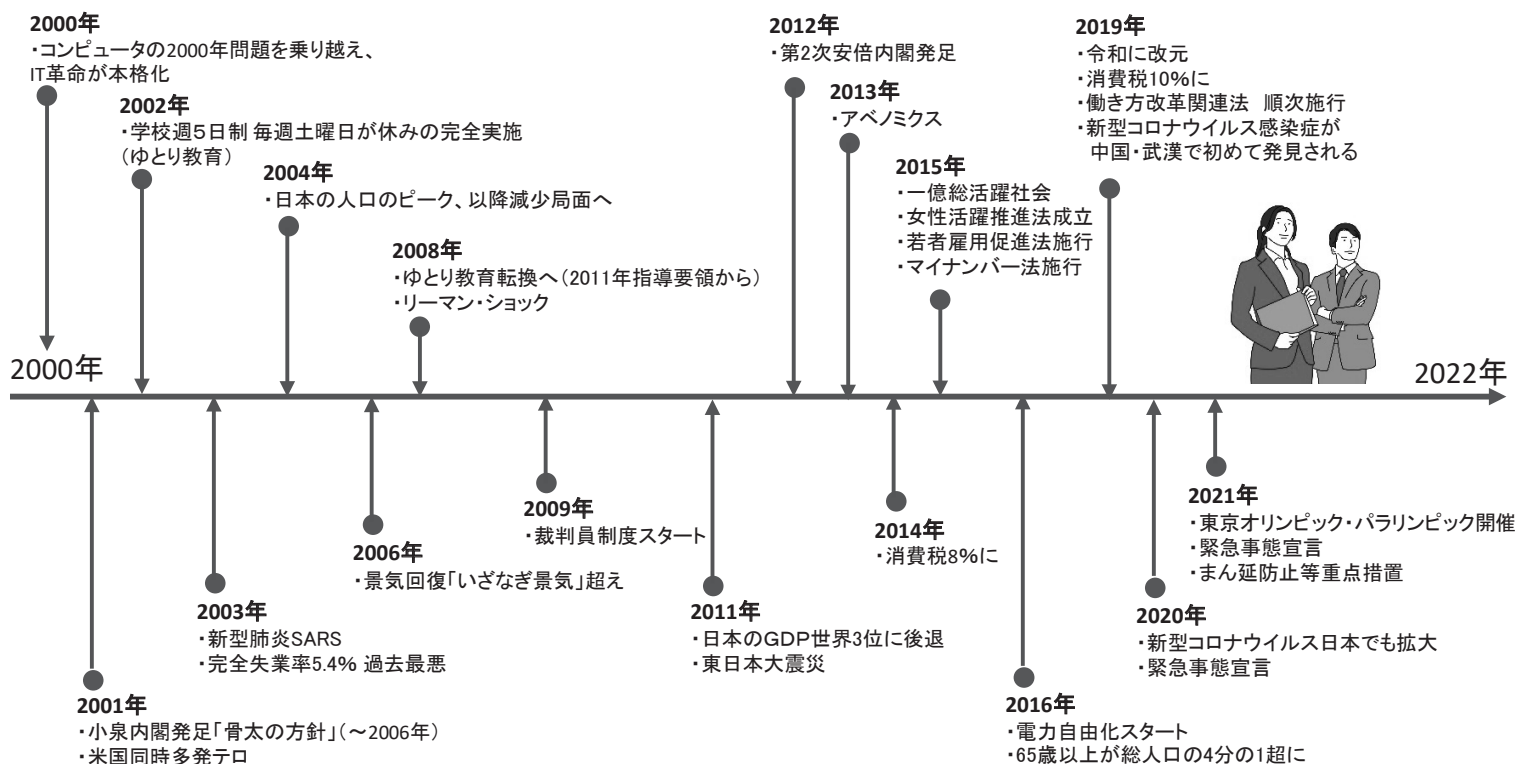 2000年
・コンピュータの2000年問題を乗り越え、
IT革命が本格化
2002年
・学校週5日制 毎週土曜日が休みの完全実施
(ゆとり教育)
2004年
・日本の人口のピーク、以降減少局面へ
2008年
・ゆとり教育転換へ(2011年指導要領から)
・リーマン・ショック
2012年
・第2次安倍内閣発足
2013年
・アベノミクス
2015年
・一億総活躍社会
・女性活躍推進法成立
・若者雇用促進法施行
・マイナンバー法施行
2019年
・令和に改元
・消費税10%に
・働き方改革関連法 順次施行
・新型コロナウイルス感染症が
中国・武漢で初めて発見される
2000年
2022年
2001年
・小泉内閣発足「骨太の方針」(~2006年)
・米国同時多発テロ
2003年
・新型肺炎SARS
・完全失業率5.4% 過去最悪
2006年
・景気回復「いざなぎ景気」超え
2009年
・裁判員制度スタート
2011年
・日本のGDP世界3位に後退
・東日本大震災
2014年
・消費税8%に
2016年
・電力自由化スタート
・65歳以上が総人口の4分の1超に
2020年
・新型コロナウイルス日本でも拡大
・緊急事態宣言
2021年
・東京オリンピック・パラリンピック開催
・緊急事態宣言
・まん延防止等重点措置